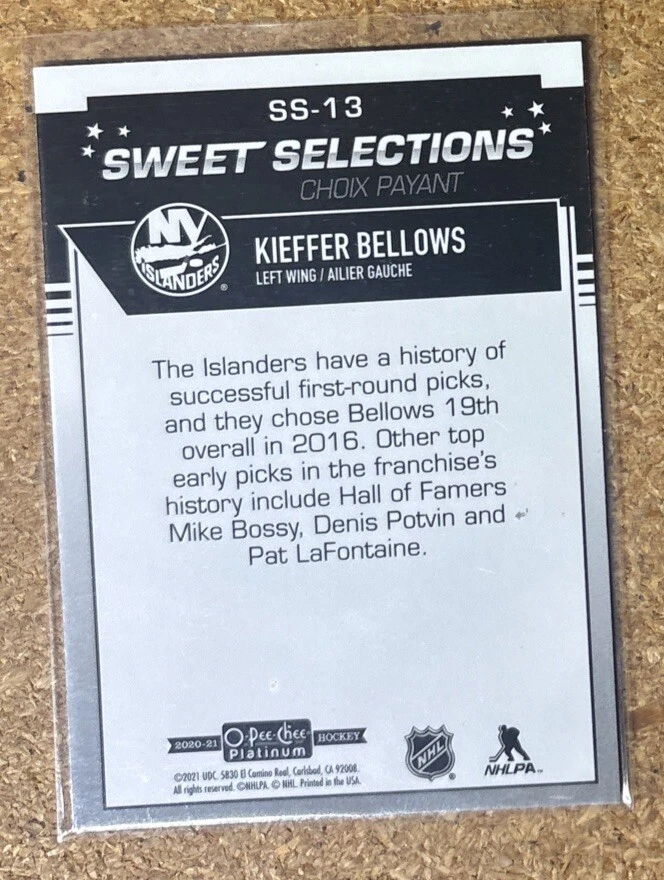 SS-13
SWEET SELECTIONS
CHOIX PAYANT
NY
ISLANDERS
®
KIEFFER BELLOWS
LEFT WING / AILIER GAUCHE
The Islanders have a history of
successful first-round picks,
and they chose Bellows 19th
overall in 2016. Other top
early picks in the franchise's
history include Hall of Famers
Mike Bossy, Denis Potvin and
Pat LaFontaine.
2020-21 O-Pee-Chee HOCKEY
Platinum
NHL ®
NHLPA™
©2021 UDC. 5830 El Camino Real, Carlsbad, CA 92008.
All rights reserved. ©NHLPA. © NHL. Printed in the USA.